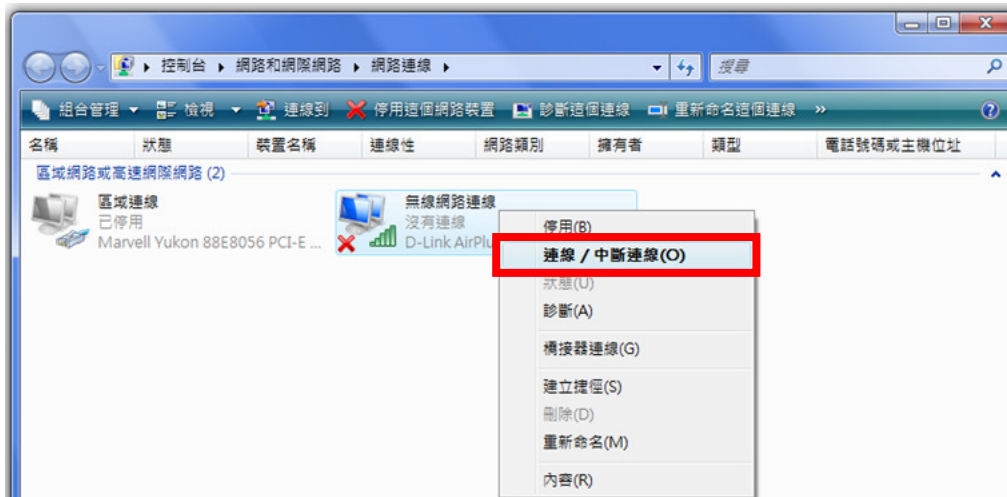 控制台 網路和網際網路 網路連線
搜尋
組合管理 檢視 連線到 停用這個網路裝置 診斷這個連線 重新命名這個連線 »
名稱 狀態 裝置名稱 連線性 網路類別 擁有者 類型 電話號碼或主機位址
區域網路或高速網際網路 (2)
區域連線
已停用
Marvell Yukon 88E8056 PCI-E ...
無線網路連線
沒有連線
D-Link AirPlu
停用(B)
連線 / 中斷連線(O)
狀態(U)
診斷(A)
橋接器連線(G)
建立捷徑(S)
刪除(D)
重新命名(M)
內容(R)